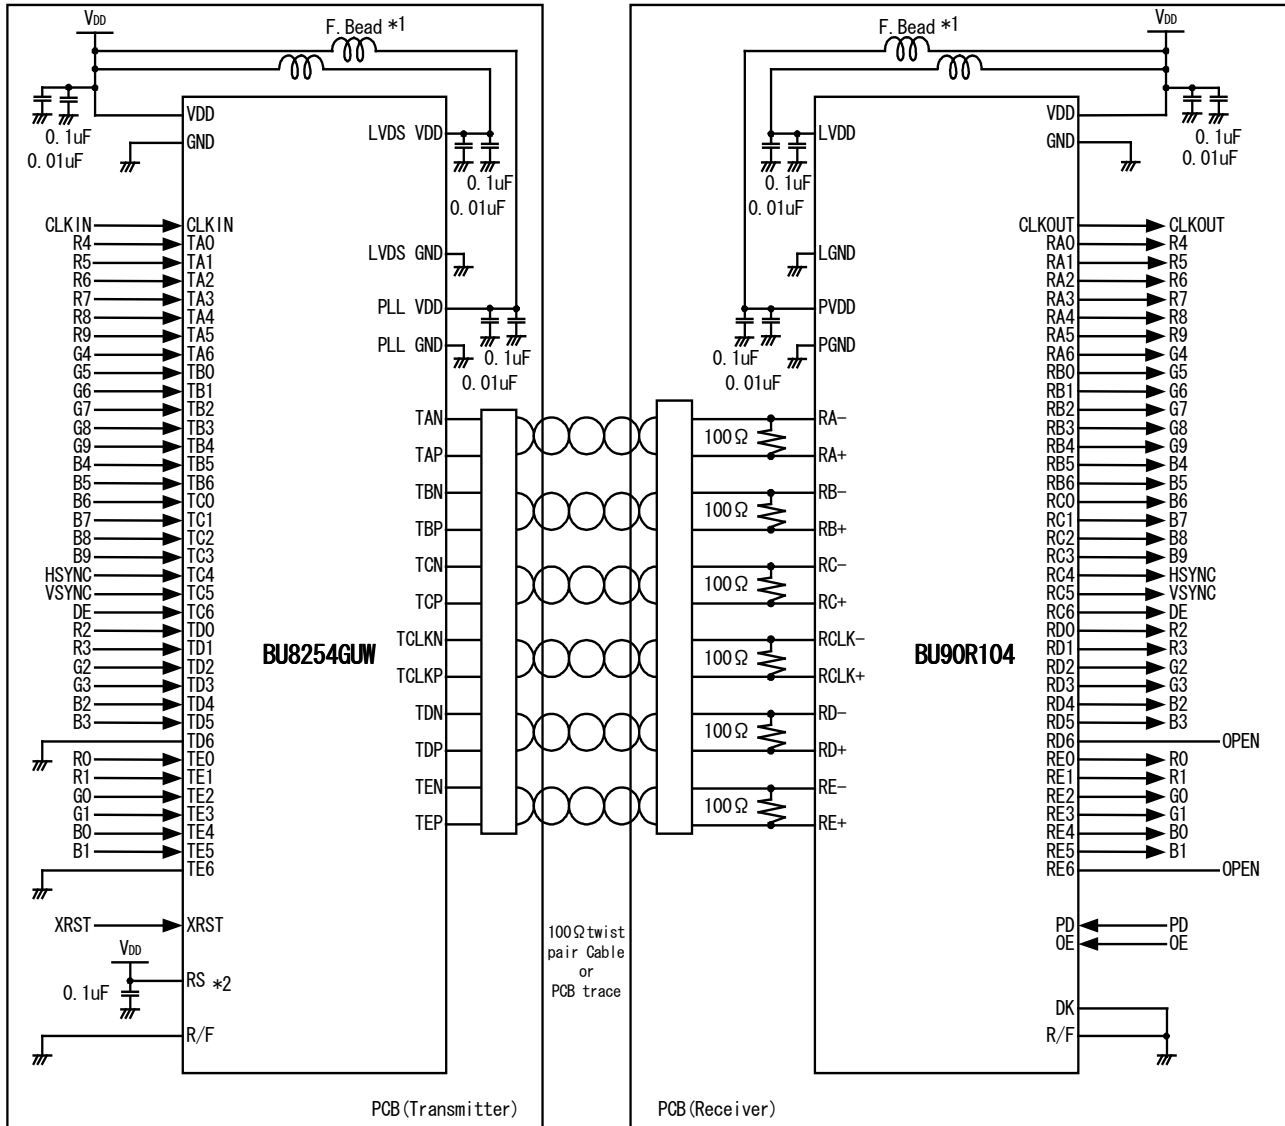 VDD
F. Bead *1
0.1uF
0.01uF
VDD
GND
LVDS VDD
0.1uF
0.01uF
LVDS GND
PLL VDD
PLL GND
0.1uF
0.01uF
CLKIN CLKIN
R4 TA0
R5 TA1
R6 TA2
R7 TA3
R8 TA4
R9 TA5
G4 TA6
G5 TB0
G6 TB1
G7 TB2
G8 TB3
G9 TB4
B4 TB5
B5 TB6
B6 TC0
B7 TC1
B8 TC2
B9 TC3
HSYNC TC4
VSYNC TC5
DE TC6
R2 TD0
R3 TD1
G2 TD2
G3 TD3
B2 TD4
B3 TD5
TD6
R0 TE0
R1 TE1
G0 TE2
G1 TE3
B0 TE4
B1 TE5
TE6
XRST XRST
VDD
0.1uF
RS *2
R/F
BU8254GUW
TAN
TAP
TBN
TBP
TCN
TCP
TCLKN
TCLKP
TDN
TDP
TEN
TEP
PCB(Transmitter)
100Ωtwist
pair Cable
or
PCB trace
F. Bead *1
VDD
0.1uF
0.01uF
VDD
GND
LVDD
0.1uF
0.01uF
LGND
PVDD
PGND
0.1uF
0.01uF
100Ω
RA-
RA+
100Ω
RB-
RB+
100Ω
RC-
RC+
100Ω
RCLK-
RCLK+
100Ω
RD-
RD+
100Ω
RE-
RE+
BU90R104
CLKOUT CLKOUT
RA0 R4
RA1 R5
RA2 R6
RA3 R7
RA4 R8
RA5 R9
RA6 G4
RB0 G5
RB1 G6
RB2 G7
RB3 G8
RB4 G9
RB5 B4
RB6 B5
RC0 B6
RC1 B7
RC2 B8
RC3 B9
RC4 HSYNC
RC5 VSYNC
RC6 DE
RD0 R2
RD1 R3
RD2 G2
RD3 G3
RD4 B2
RD5 B3
RD6 OPEN
RE0 R0
RE1 R1
RE2 G0
RE3 G1
RE4 B0
RE5 B1
RE6 OPEN
PD PD
OE OE
DK
R/F
PCB(Receiver)